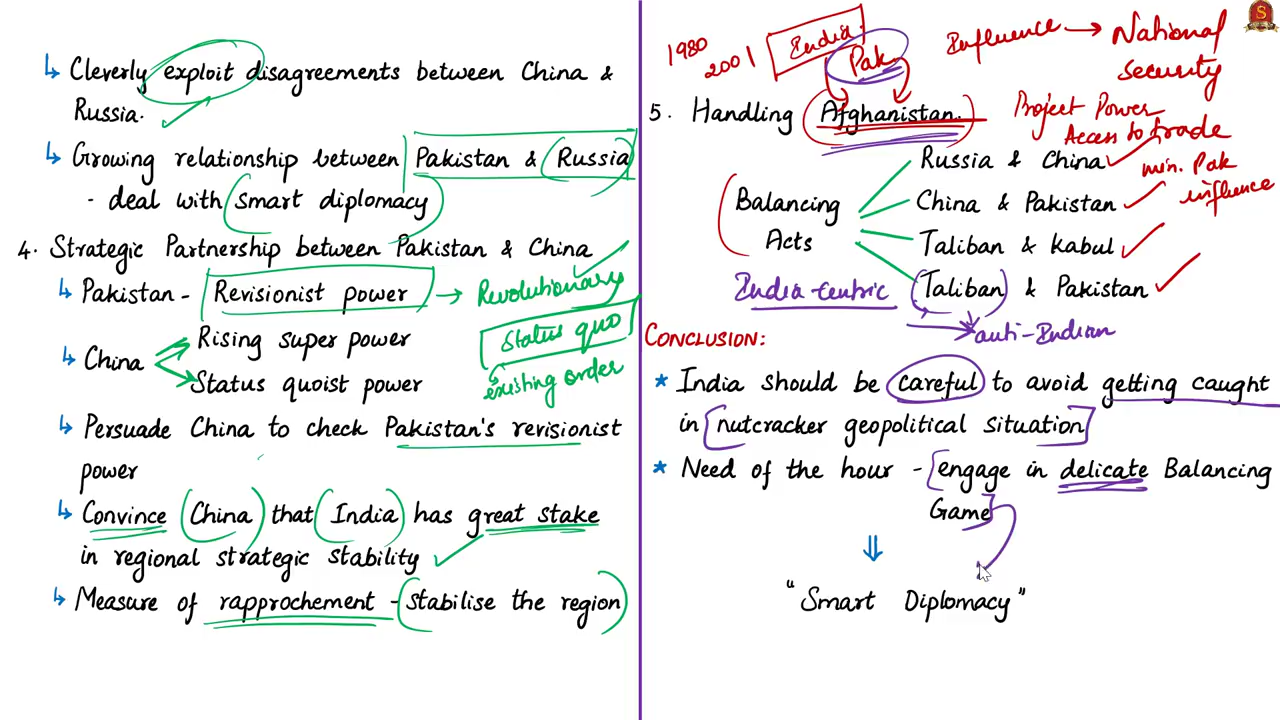 ↳ Cleverly exploit disagreements between China &
Russia.
↳ Growing relationship between Pakistan & Russia
- deal with smart diplomacy
4. Strategic Partnership between Pakistan & China
↳ Pakistan - Revisionist power → Revolutionary
Status quo
existing order
↳ China
Rising super power
Status quoist power
↳ Persuade China to check Pakistan's revisionist
power
↳ Convince China that India has great stake
in regional strategic stability
↳ Measure of rapprochement - stabilise the region
1980
2001
India
Pak
Influence → National
security
5. Handling Afghanistan.
Project Power
Access to trade
min. Pak
influence
Balancing
Acts
Russia & China
China & Pakistan
Taliban & Kabul
Taliban & Pakistan
India-centric
anti-Indian
CONCLUSION:
* India should be careful to avoid getting caught
in nutcracker geopolitical situation
* Need of the hour - engage in delicate Balancing
Game
⇓
"Smart Diplomacy"
S